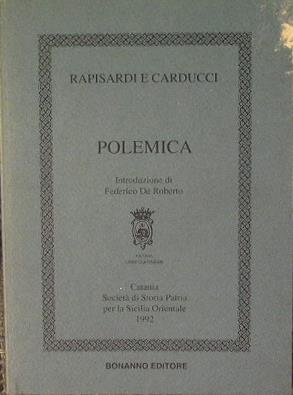 RAPISARDI E CARDUCCI
POLEMICA
Introduzione di
Federico De Roberto
Catania
Società di Storia Patria
per la Sicilia Orientale
1992
BONANNO EDITORE